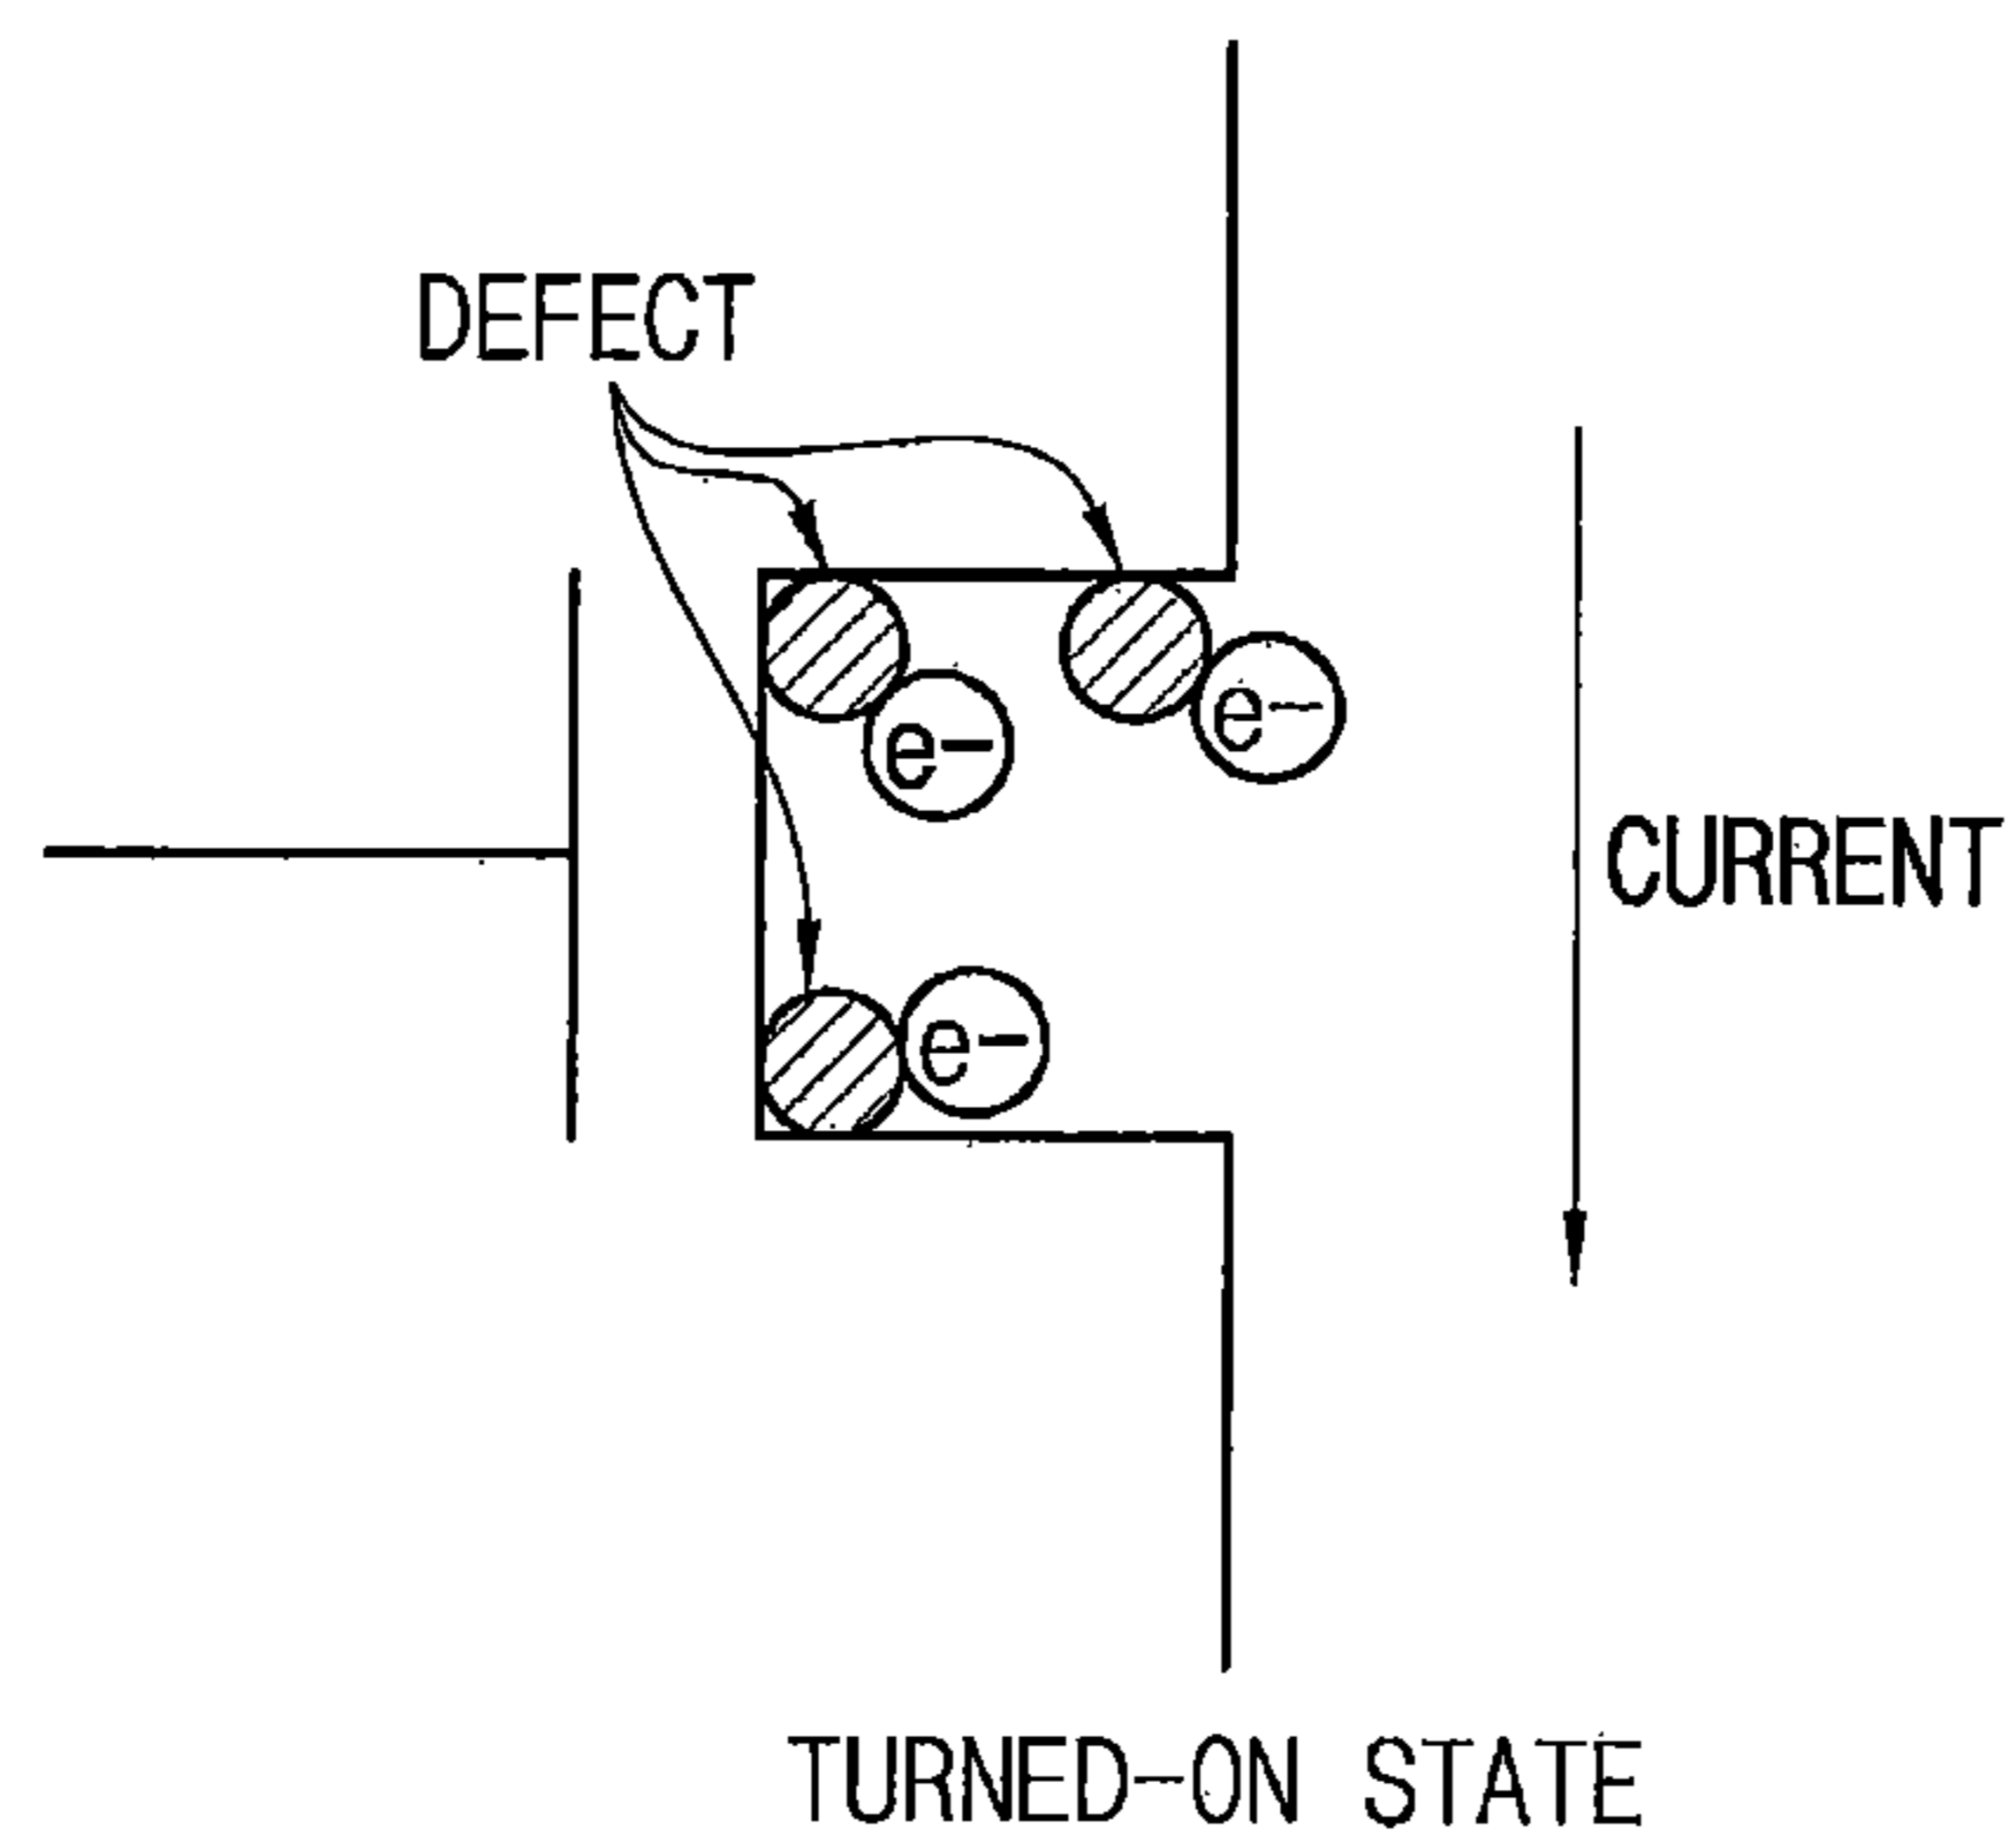 DEFECT
e-
e-
CURRENT
e-
TURNED-ON STATE